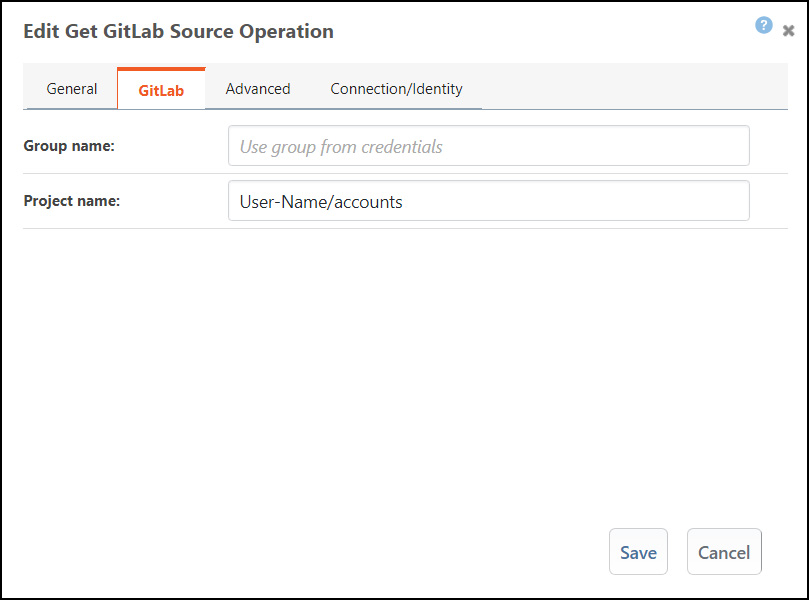 Edit Get GitLab Source Operation
?
General GitLab Advanced Connection/Identity
Group name: Use group from credentials
Project name: User-Name/accounts
Save Cancel